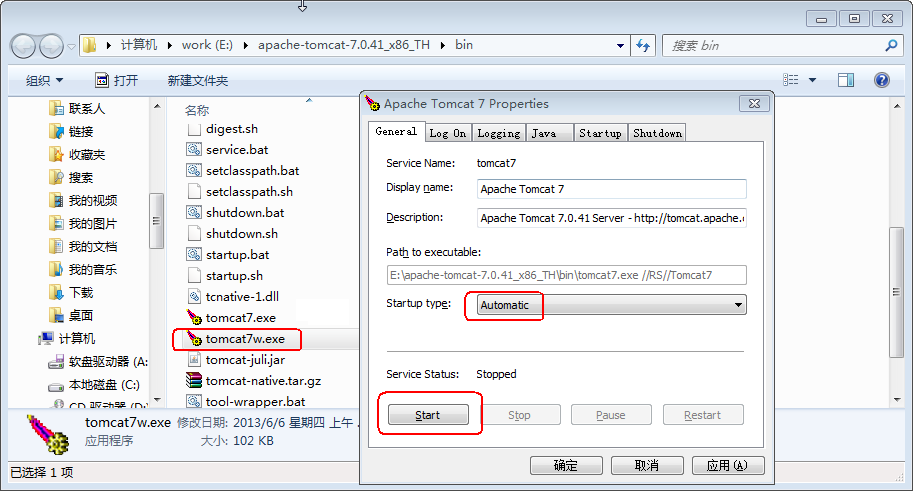 计算机 work (E:) apache-tomcat-7.0.41_x86_TH bin
搜索 bin
组织 打开 新建文件夹
联系人
链接
收藏夹
搜索
我的视频
我的图片
我的文档
我的音乐
下载
桌面
计算机
软盘驱动器 (A:
本地磁盘 (C:)
CD 驱动器 (D:)
名称
digest.sh
service.bat
setclasspath.bat
setclasspath.sh
shutdown.bat
shutdown.sh
startup.bat
startup.sh
tcnative-1.dll
tomcat7.exe
tomcat7w.exe
tomcat-juli.jar
tomcat-native.tar.gz
tool-wrapper.bat
Apache Tomcat 7 Properties
General Log On Logging Java Startup Shutdown
Service Name: tomcat7
Display name: Apache Tomcat 7
Description: Apache Tomcat 7.0.41 Server - http://tomcat.apache.
Path to executable:
E:\apache-tomcat-7.0.41_x86_TH\bin\tomcat7.exe //RS//Tomcat7
Startup type: Automatic
Service Status: Stopped
Start Stop Pause Restart
确定 取消 应用(A)
tomcat7w.exe 修改日期: 2013/6/6 星期四 上午 ...
应用程序 大小: 102 KB
已选择 1 项